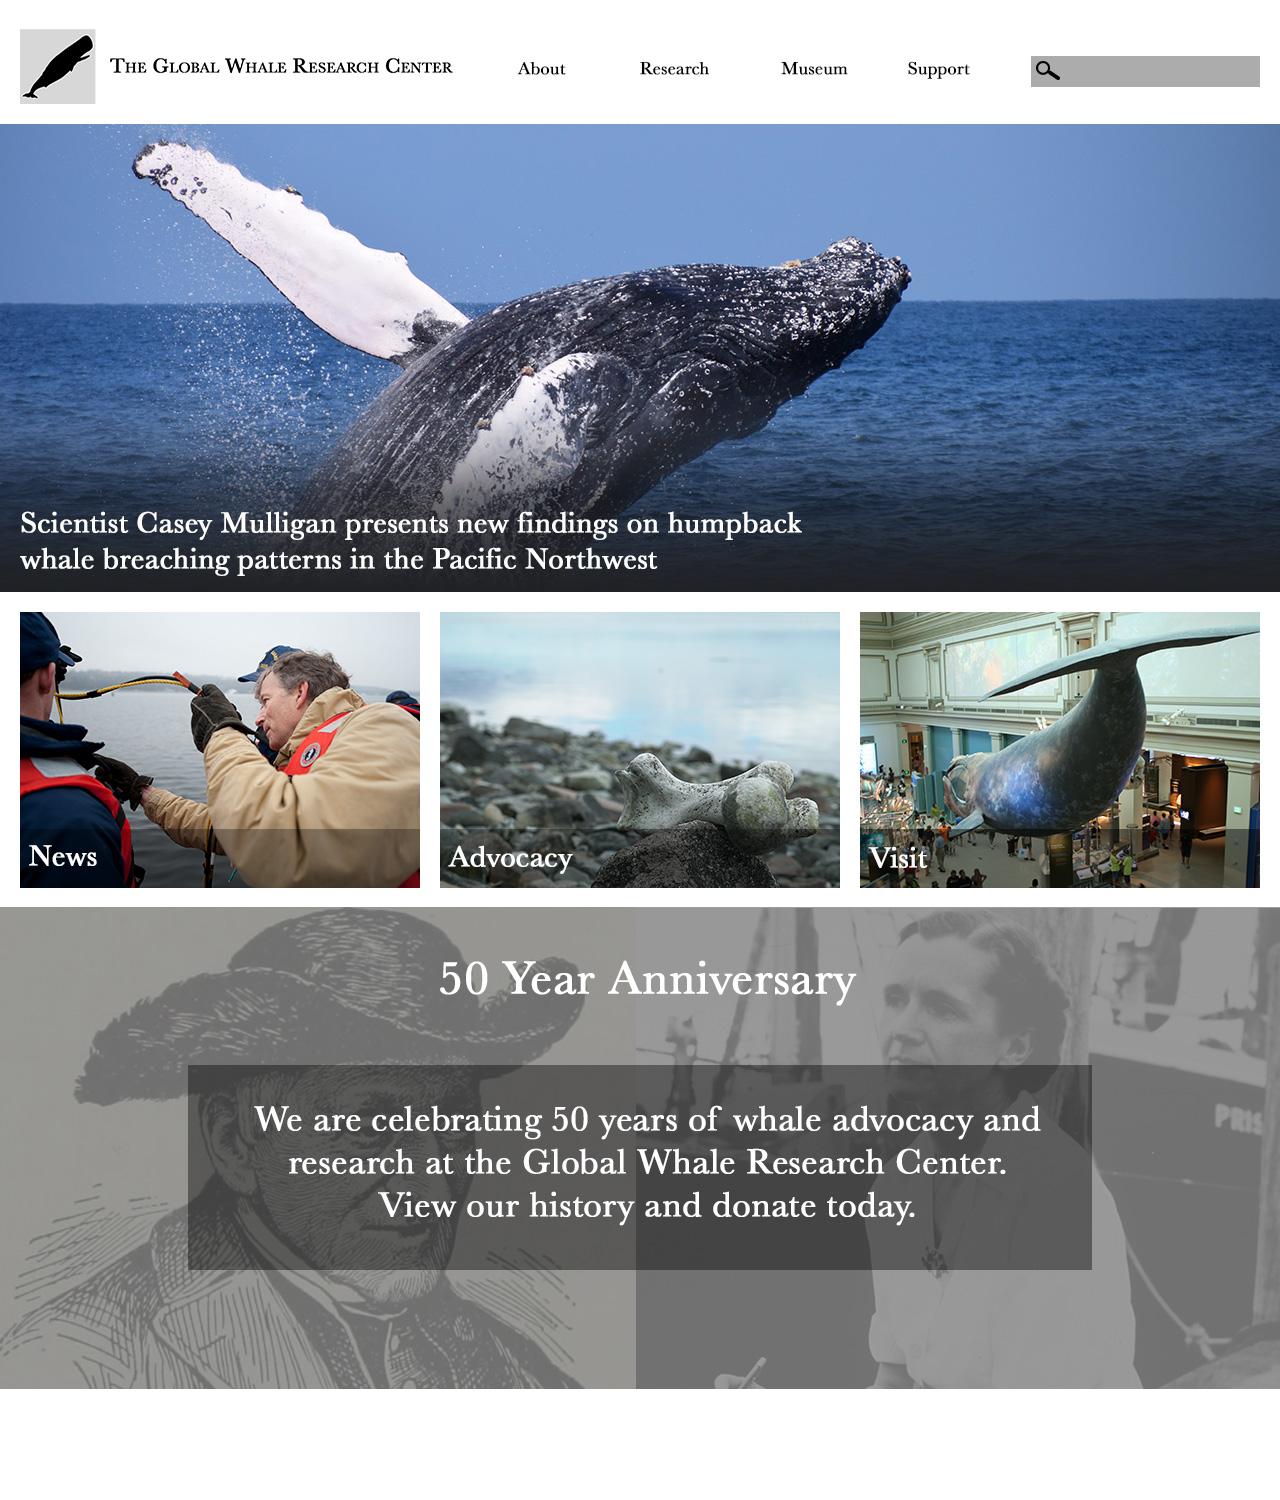 The Global Whale Research Center
About
Research
Museum
Support
Scientist Casey Mulligan presents new findings on humpback
whale breaching patterns in the Pacific Northwest
News
Advocacy
Visit
50 Year Anniversary
PRIS
We are celebrating 50 years of whale advocacy and
research at the Global Whale Research Center.
View our history and donate today.